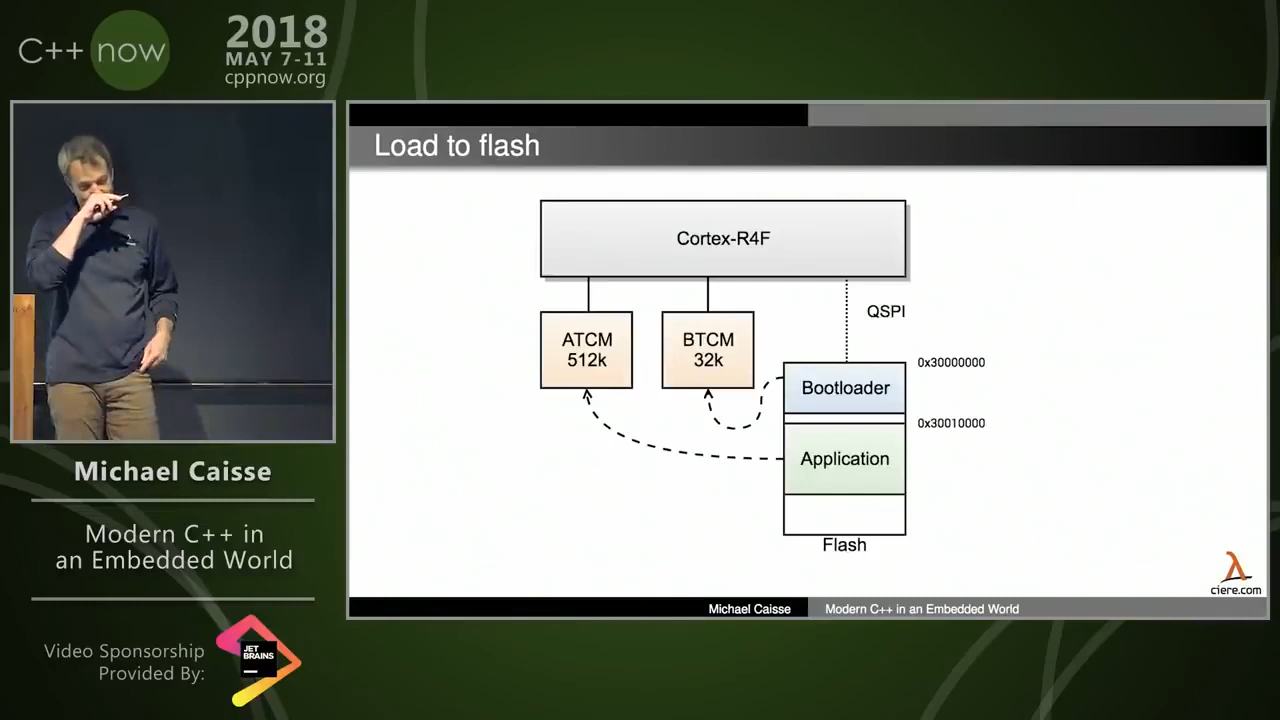 C++ now
2018
MAY 7-11
cppnow.org
Michael Caisse
Modern C++ in
an Embedded World
Video Sponsorship
Provided By:
JET
BRAINS
Load to flash
Cortex-R4F
ATCM
512k
BTCM
32k
QSPI
0x30000000
Bootloader
0x30010000
Application
Flash
ciere.com
Michael Caisse
Modern C++ in an Embedded World